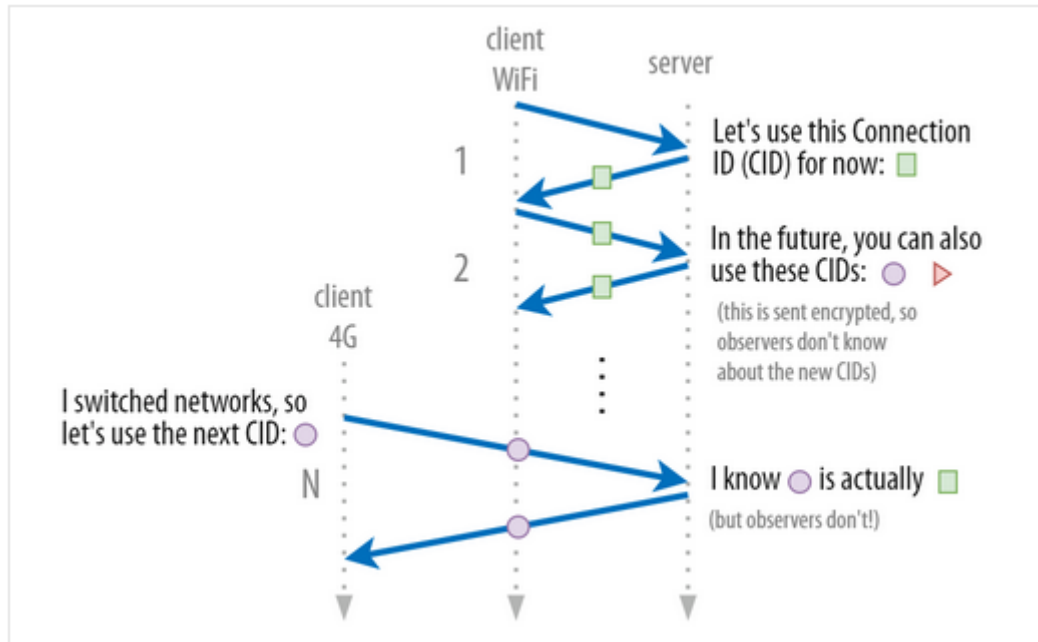 client
WiFi
server
Let's use this Connection
ID (CID) for now:
1
In the future, you can also
use these CIDs:
2
(this is sent encrypted, so
observers don't know
about the new CIDs)
client
4G
I switched networks, so
let's use the next CID:
N
I know is actually
(but observers don't!)